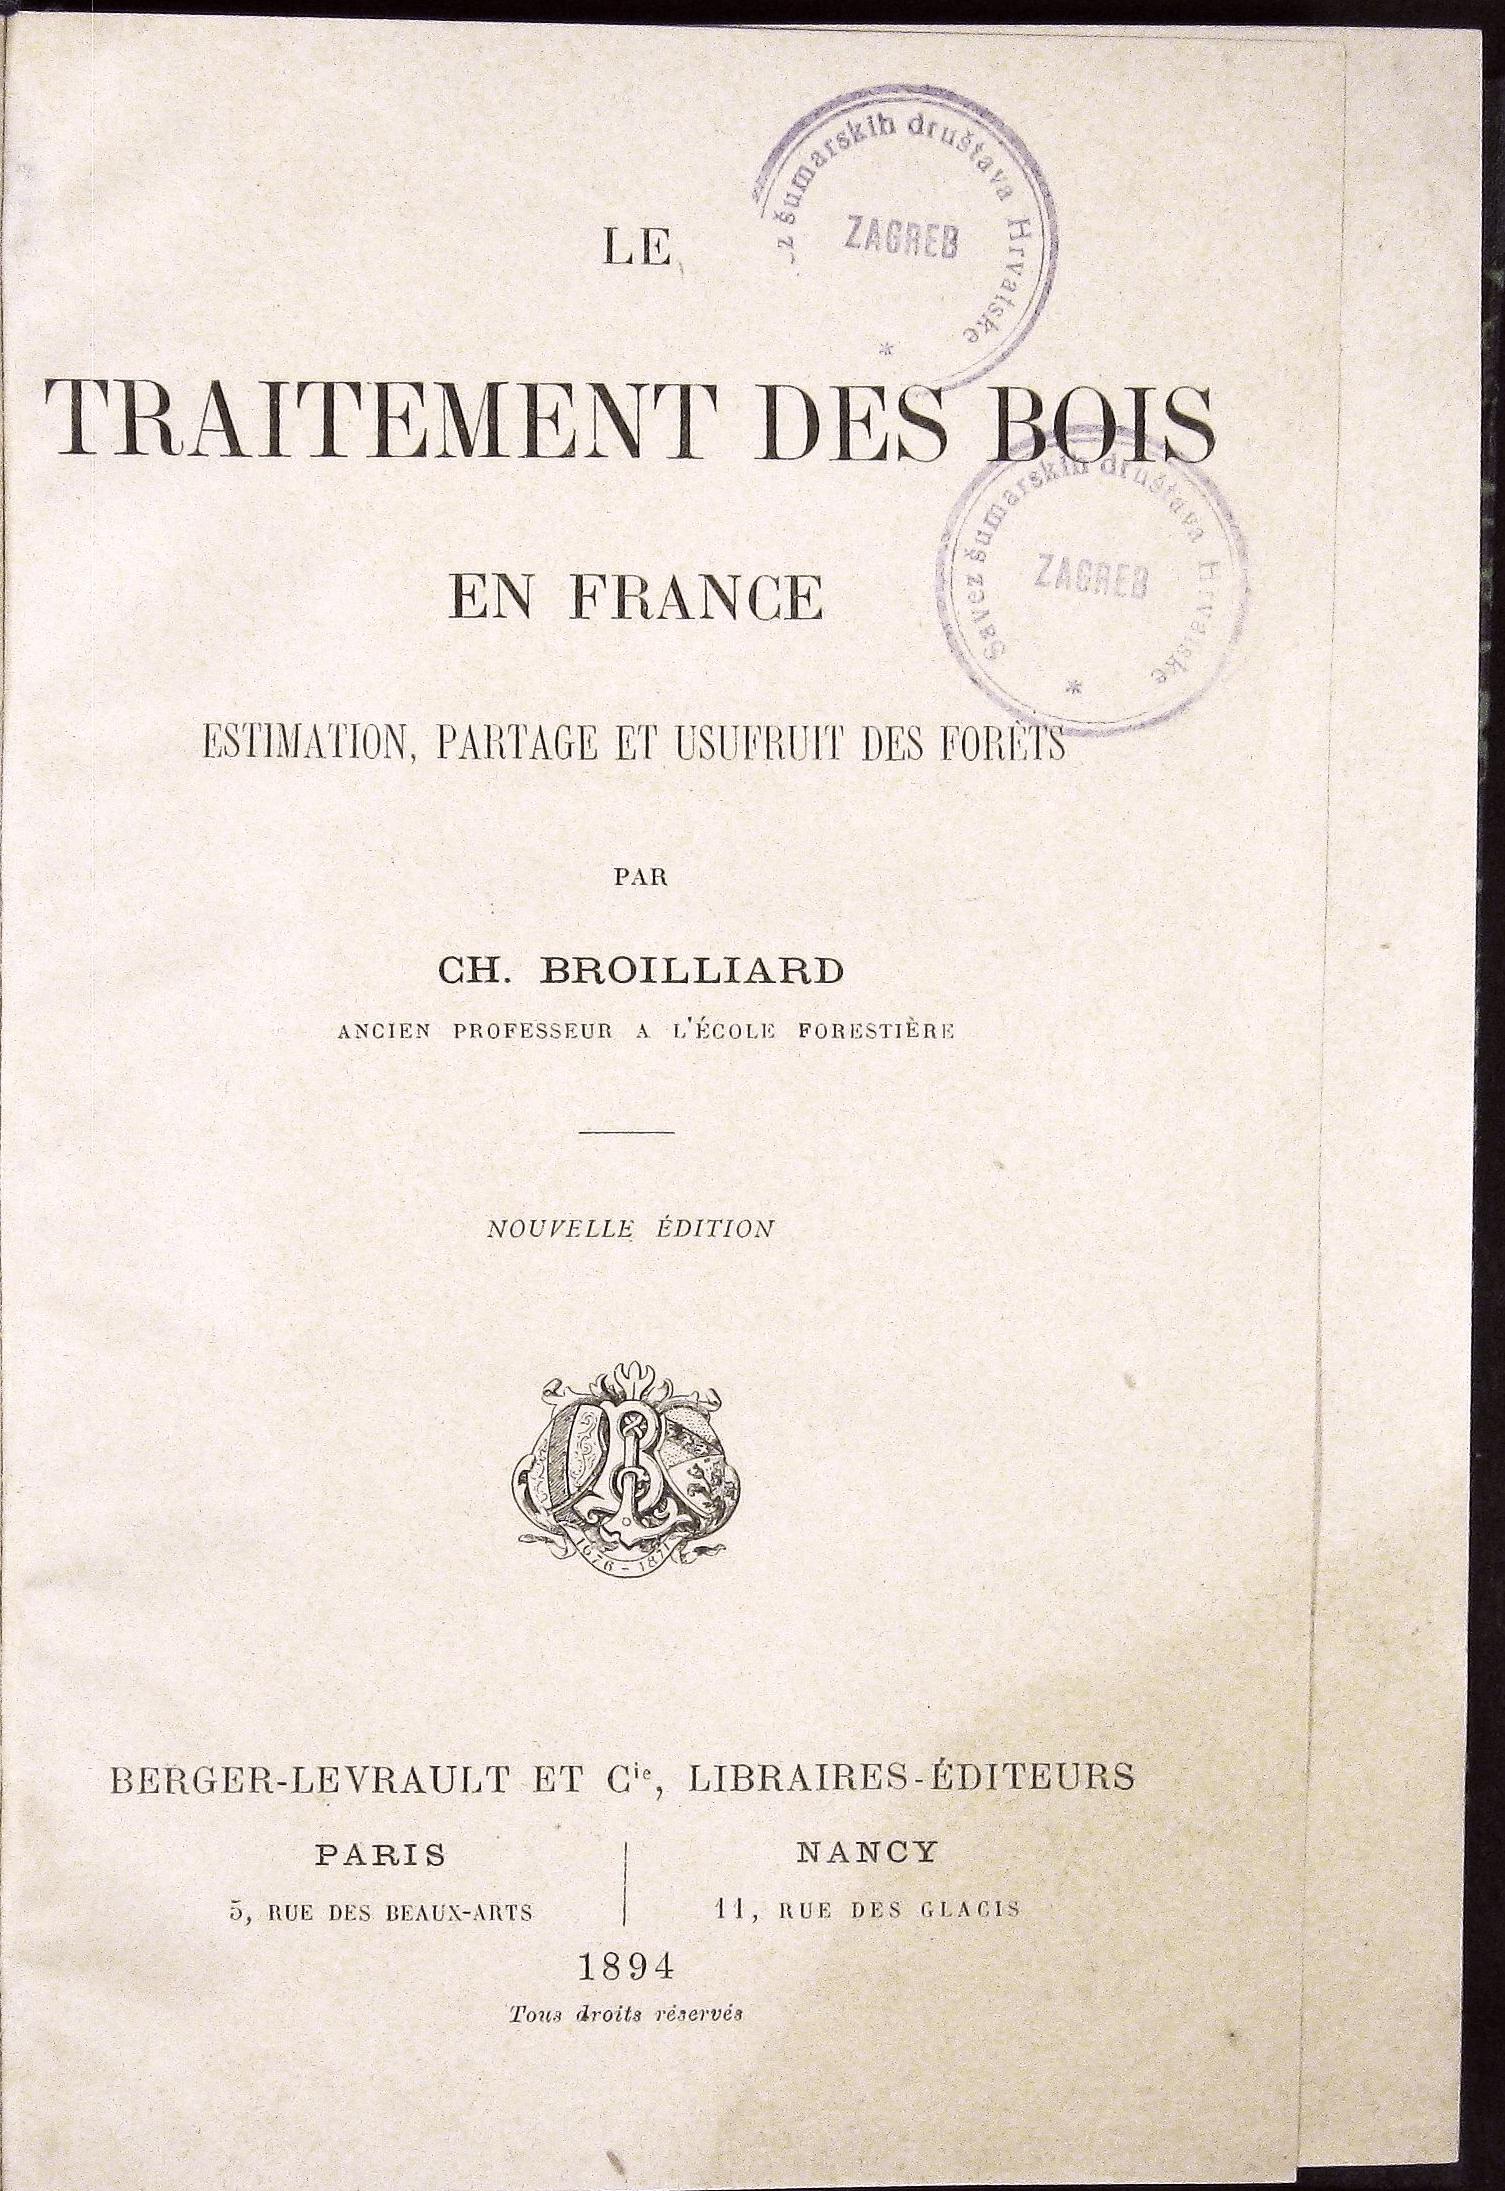 z šumarskih društava Hrvatske
ZAGREB
*
LE
TRAITEMENT DES BOIS
Savez šumarskih društava Hrvatske
ZAGREB
*
EN FRANCE
ESTIMATION, PARTAGE ET USUFRUIT DES FORÊTS
PAR
CH. BROILLIARD
ANCIEN PROFESSEUR A L'ÉCOLE FORESTIÈRE
NOUVELLE ÉDITION
1676 - 1871
BERGER-LEVRAULT ET Cie, LIBRAIRES-ÉDITEURS
PARIS
5, RUE DES BEAUX-ARTS
NANCY
11, RUE DES GLACIS
1894
Tous droits réservés